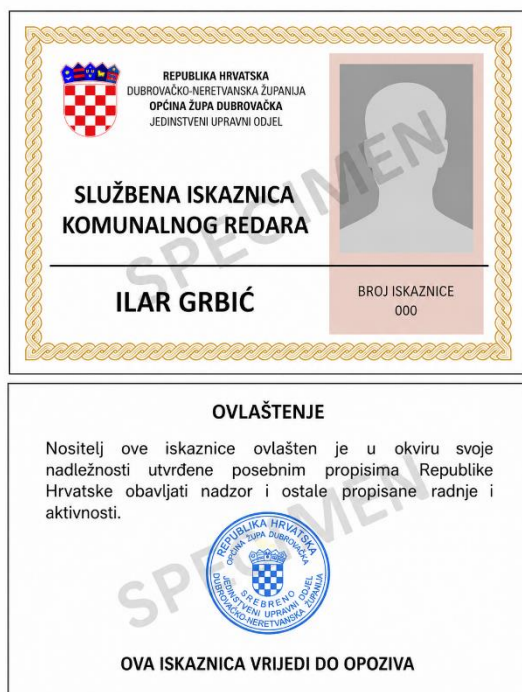 REPUBLIKA HRVATSKA
DUBROVAČKO-NERETVANSKA ŽUPANIJA
OPĆINA ŽUPA DUBROVAČKA
JEDINSTVENI UPRAVNI ODJEL
SLUŽBENA ISKAZNICA
KOMUNALNOG REDARA
ILAR GRBIĆ
BROJ ISKAZNICE
000
SPECIMEN
OVLAŠTENJE
Nositelj ove iskaznice ovlašten je u okviru svoje
nadležnosti utvrđene posebnim propisima Republike
Hrvatske obavljati nadzor i ostale propisane radnje i
aktivnosti.
SPECIMEN
REPUBLIKA HRVATSKA
DUBROVAČKO-NERETVANSKA ŽUPANIJA
OPĆINA ŽUPA DUBROVAČKA
JEDINSTVENI UPRAVNI ODJEL
SREBRENO
OVA ISKAZNICA VRIJEDI DO OPOZIVA